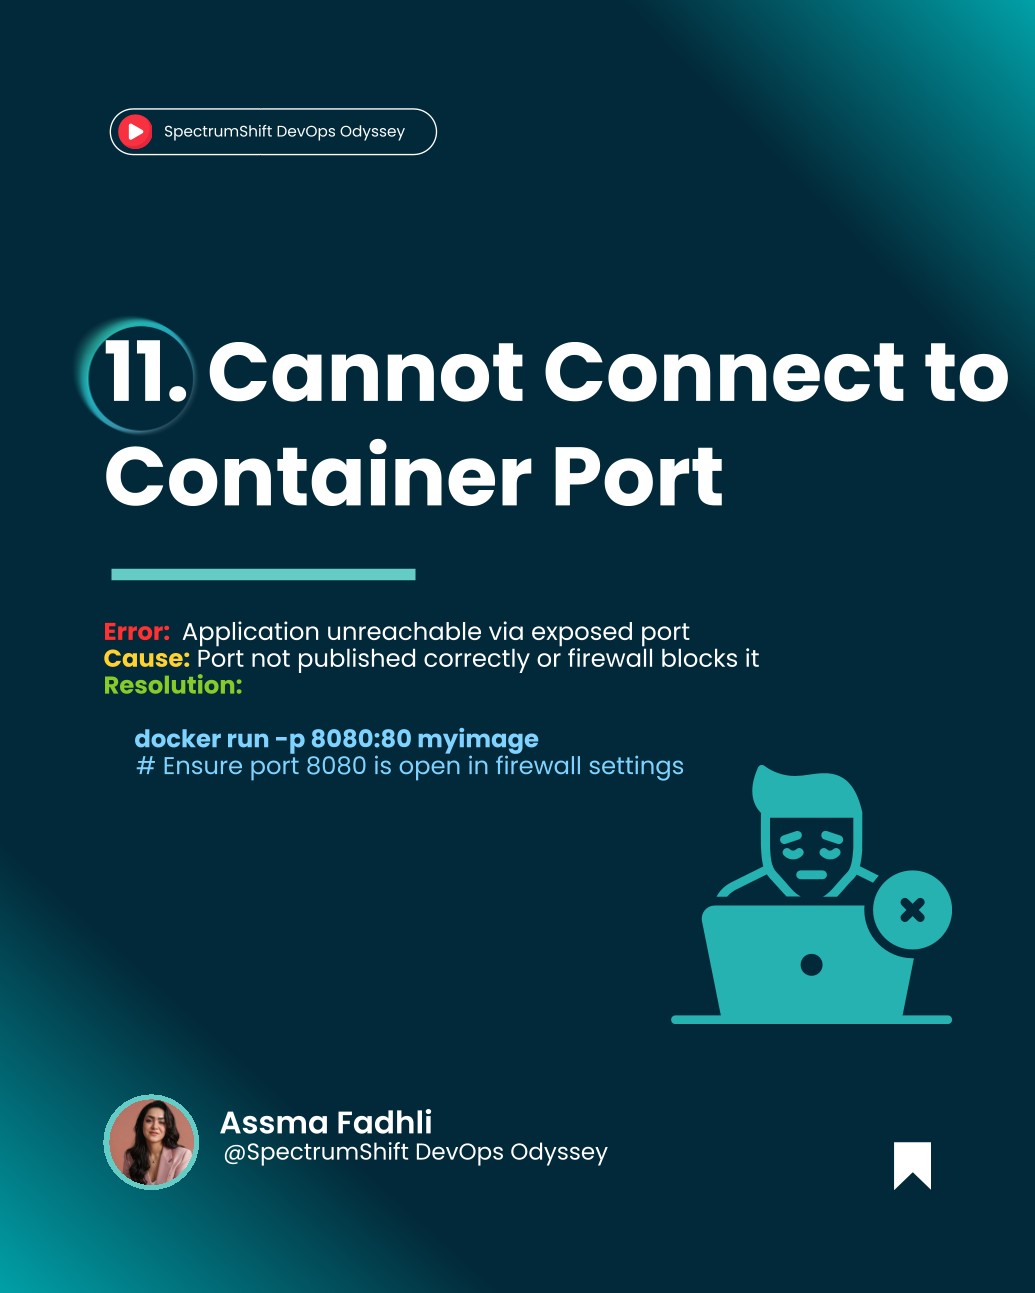 SpectrumShift DevOps Odyssey
11. Cannot Connect to
Container Port
Error: Application unreachable via exposed port
Cause: Port not published correctly or firewall blocks it
Resolution:
docker run -p 8080:80 myimage
# Ensure port 8080 is open in firewall settings
Assma Fadhli
@SpectrumShift DevOps Odyssey